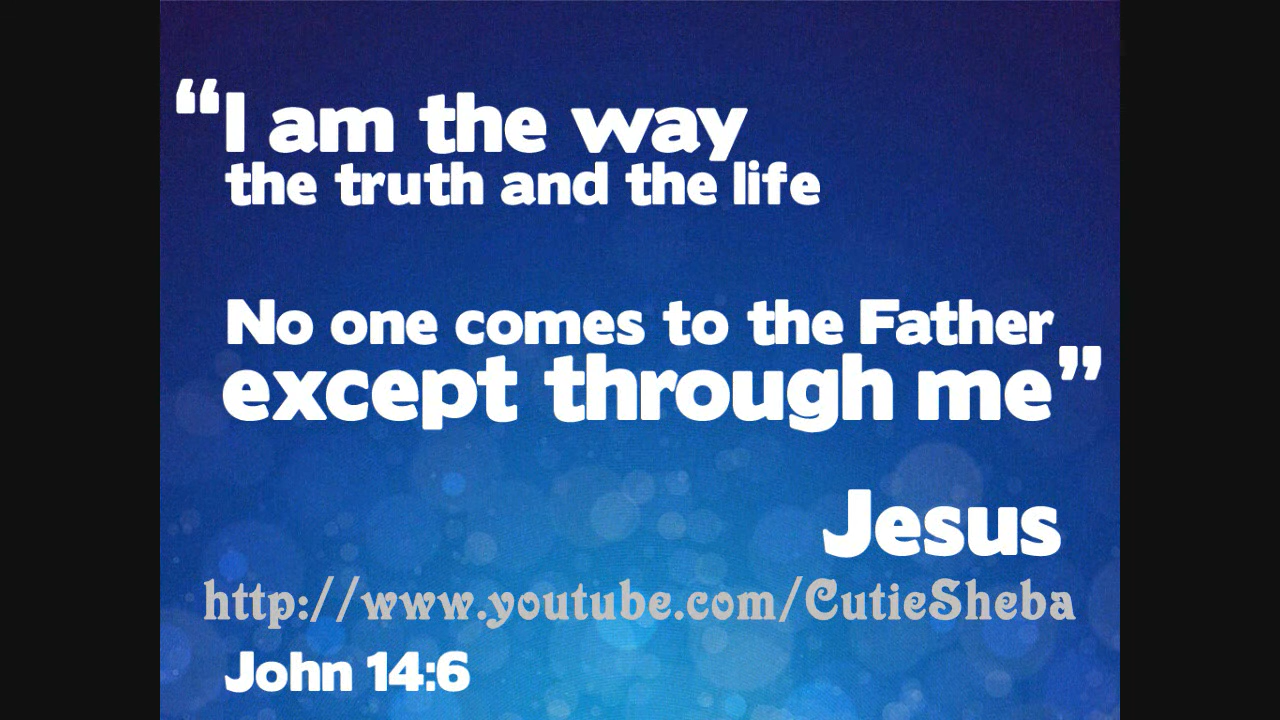 “I am the way
the truth and the life
No one comes to the Father
except through me”
Jesus
http://www.youtube.com/CutieSheba
John 14:6